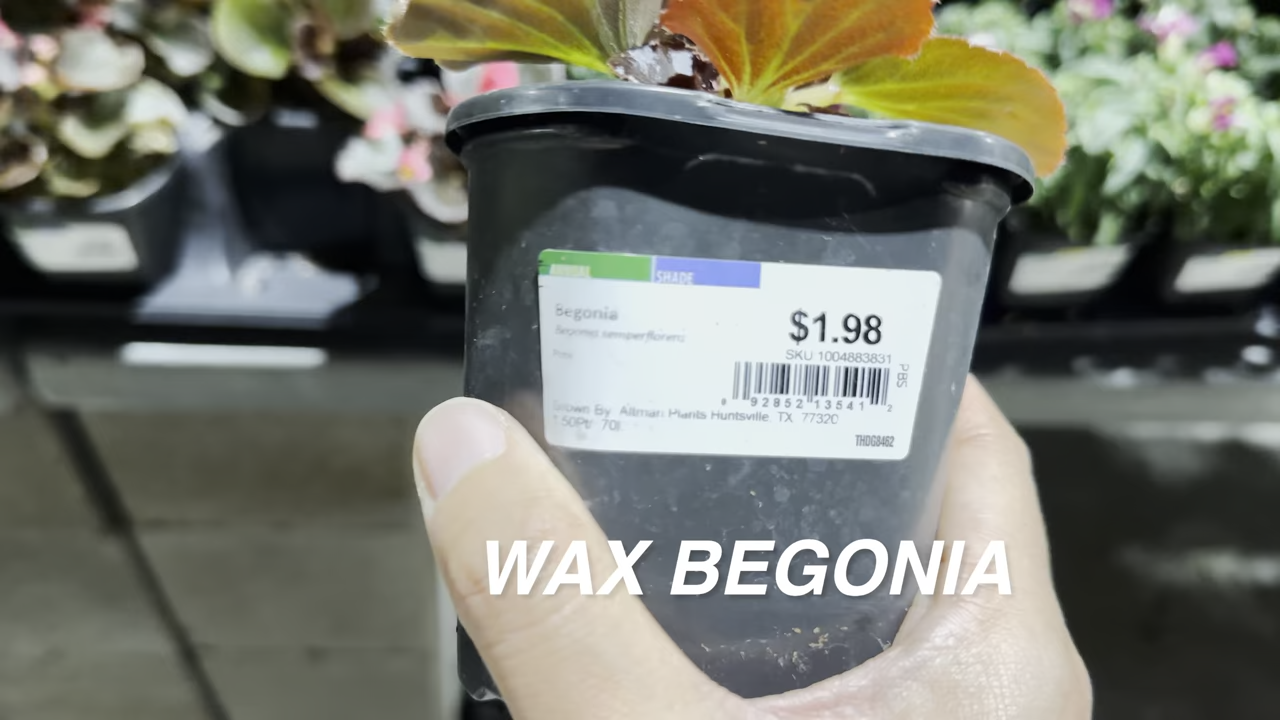 ANNUAL SHADE
Begonia
Begonia semperflorens
$1.98
SKU 1004883831
PBS
0 92852 13541 2
Grown By Altman Plants Huntsville, TX 77320
THDG8462
WAX BEGONIA